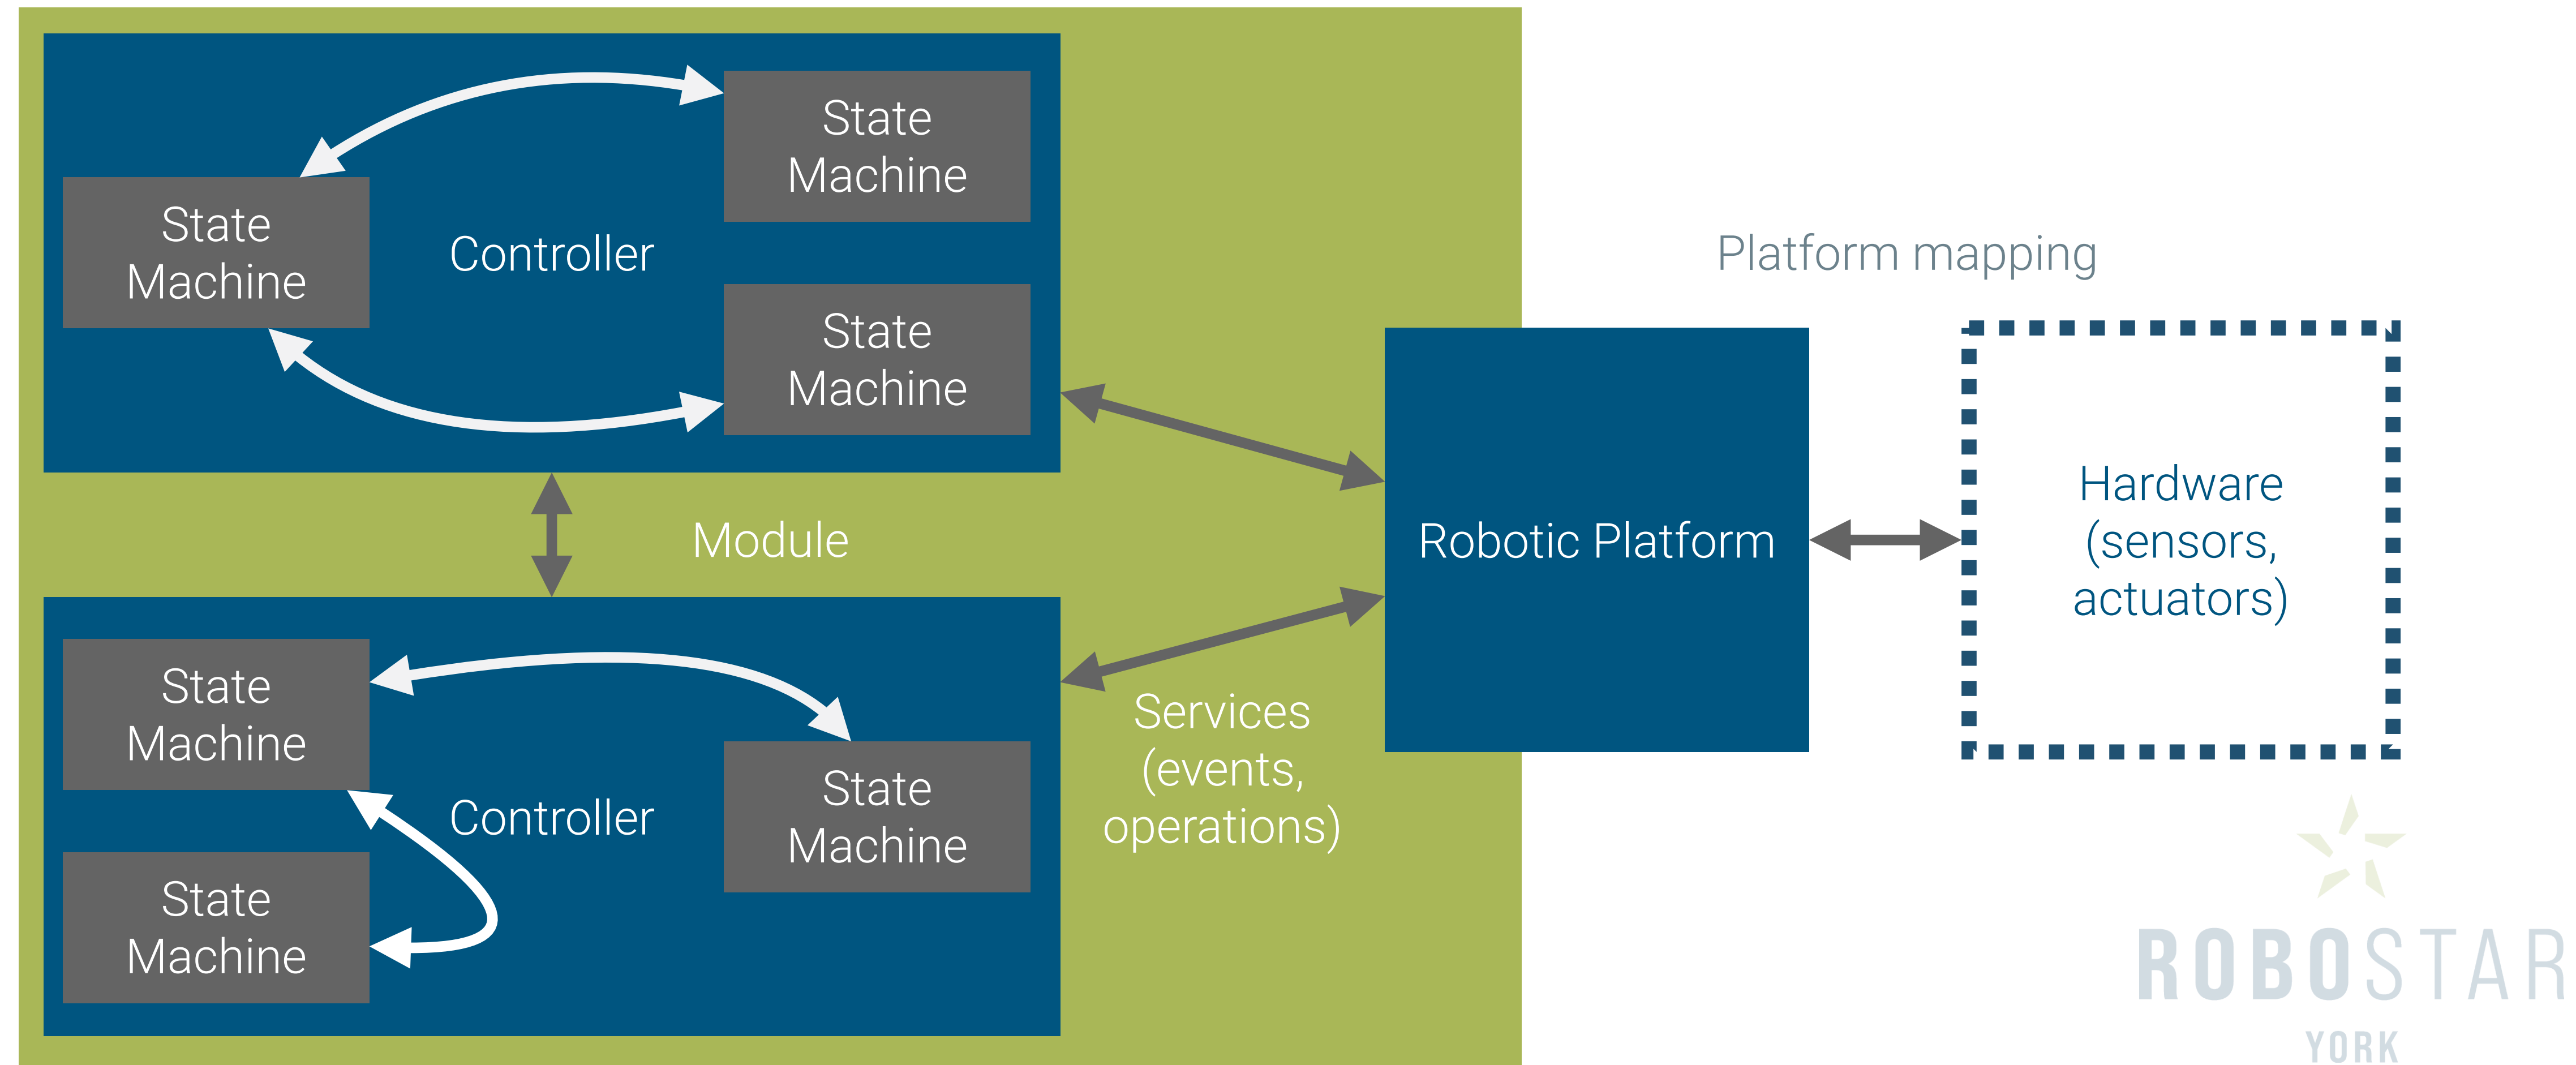 State
Machine
State
Machine
Controller
State
Machine
Module
State
Machine
Controller
State
Machine
State
Machine
Services
(events,
operations)
Robotic Platform
Platform mapping
Hardware
(sensors,
actuators)
ROBOSTAR
YORK